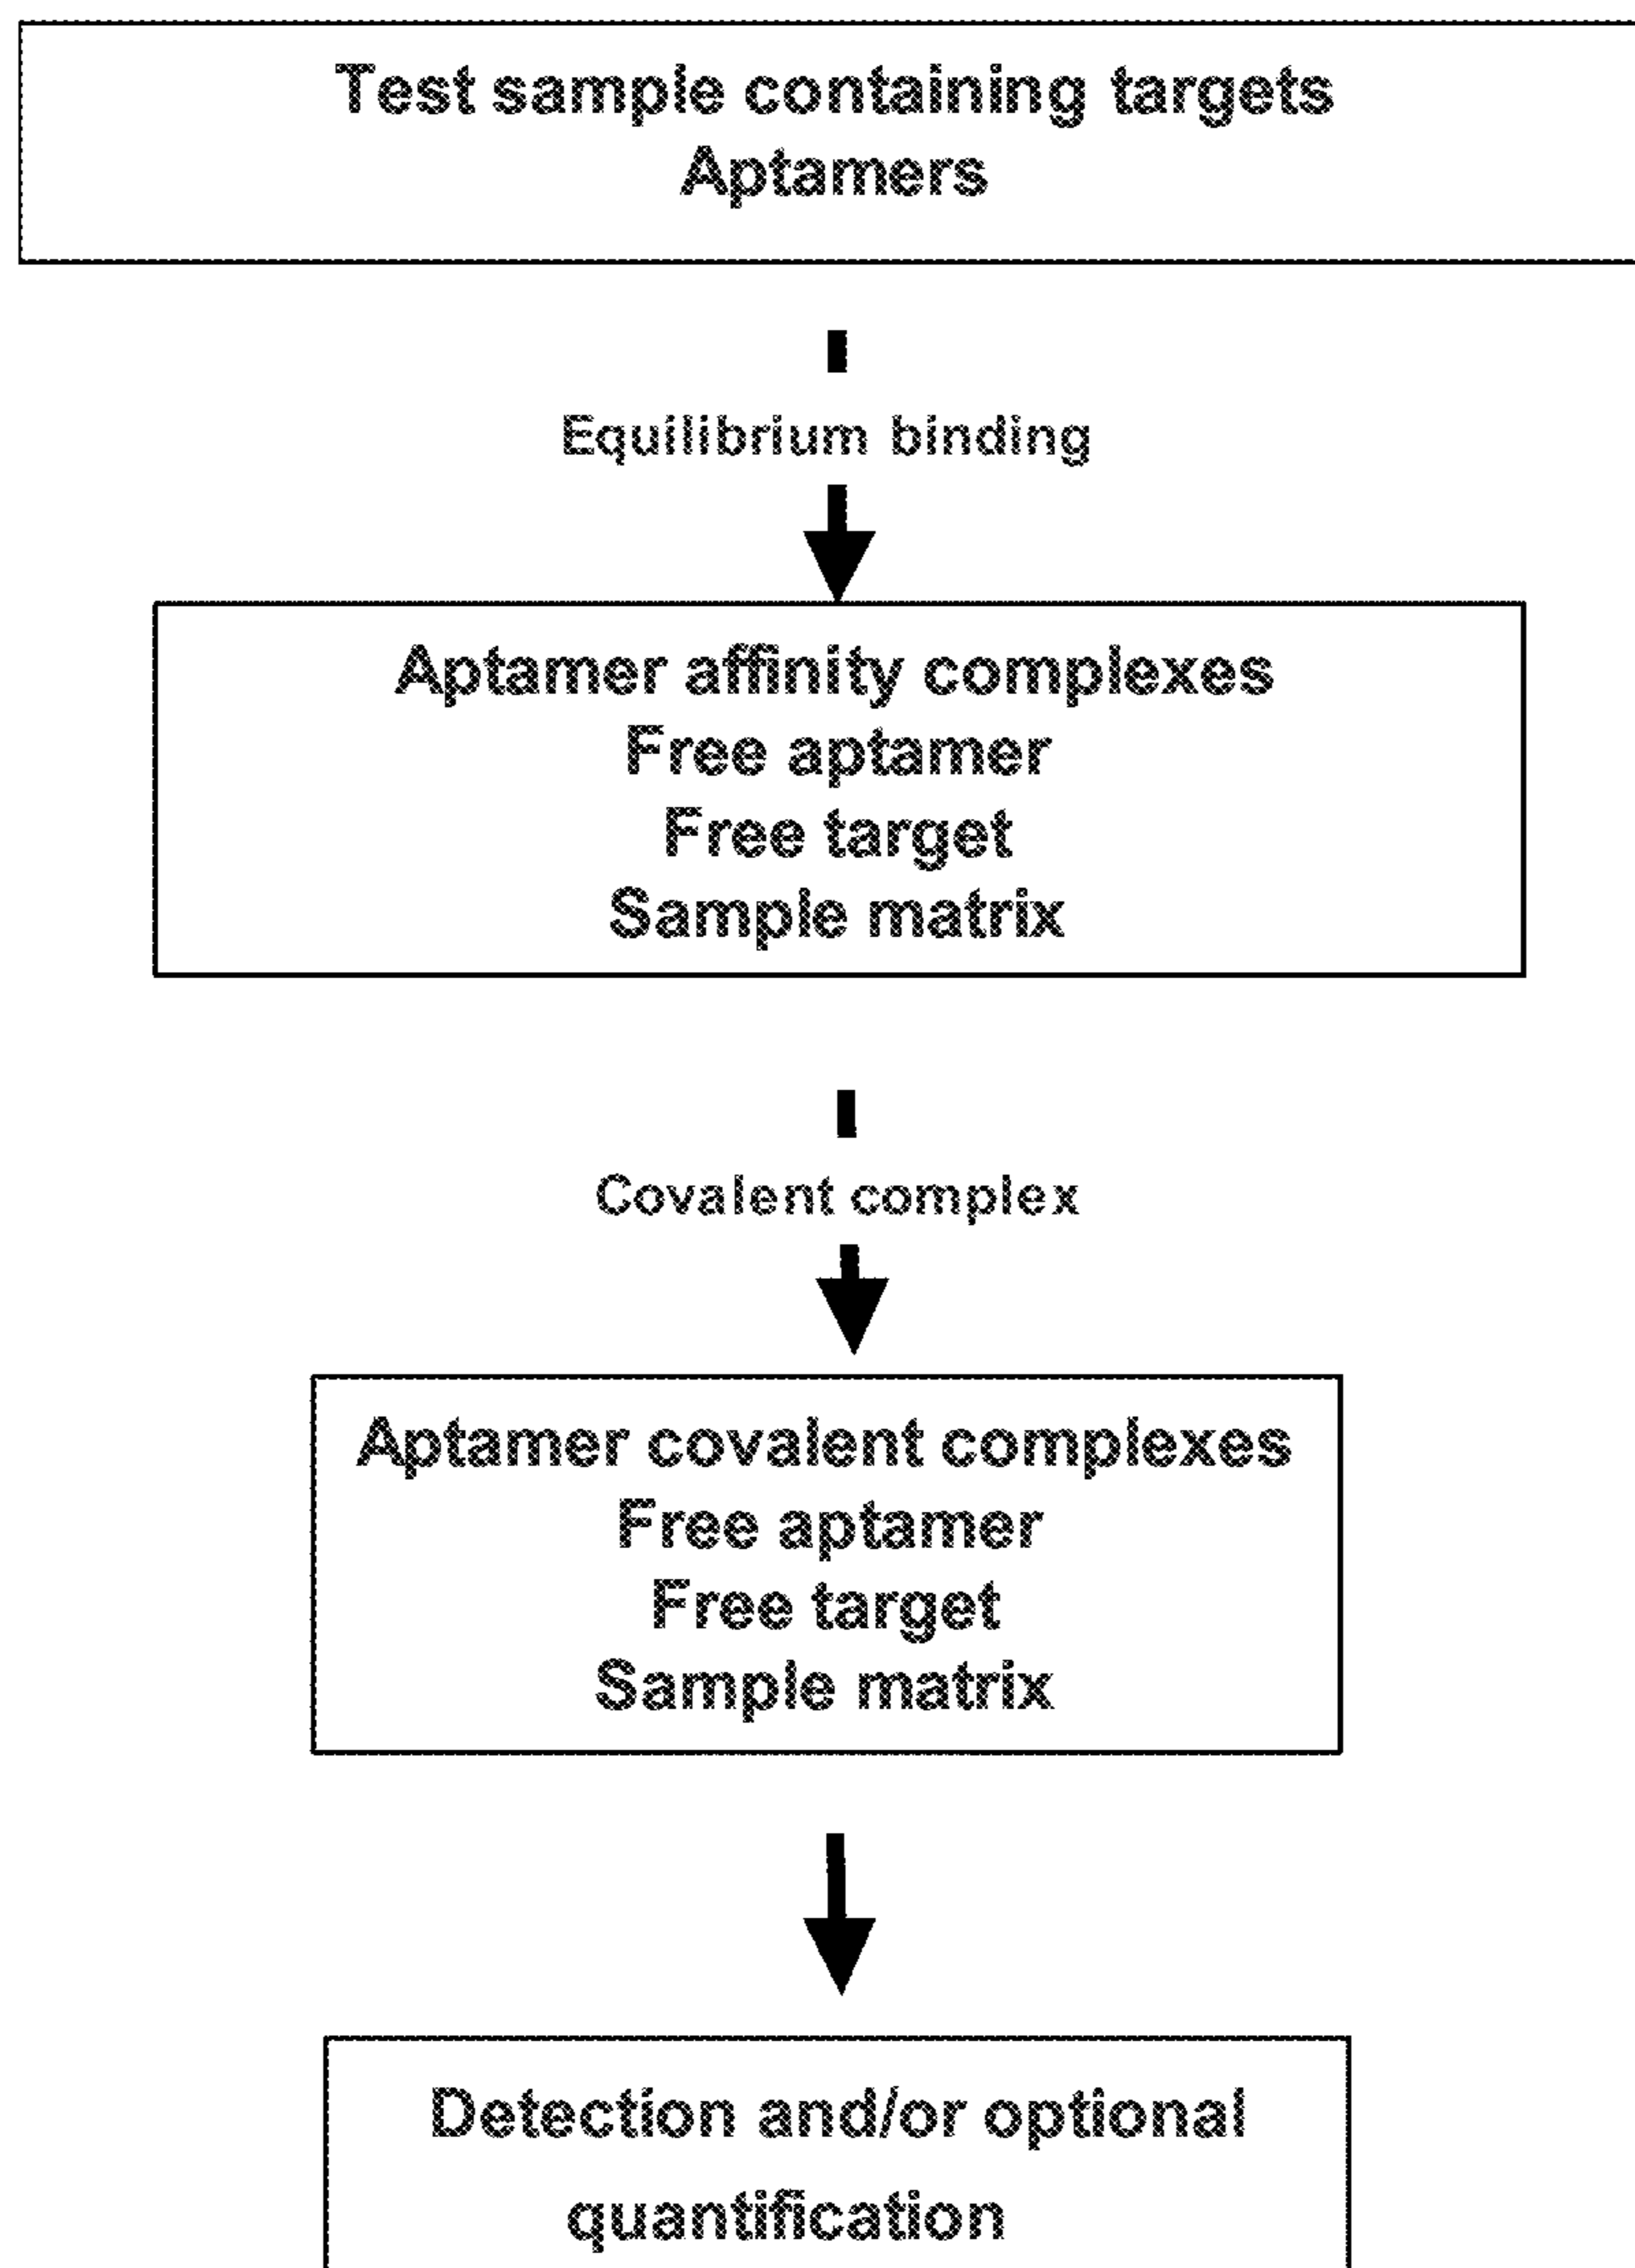 Test sample containing targets
Aptamers
Equilibrium binding
Aptamer affinity complexes
Free aptamer
Free target
Sample matrix
Covalent complex
Aptamer covalent complexes
Free aptamer
Free target
Sample matrix
Detection and/or optional
quantification